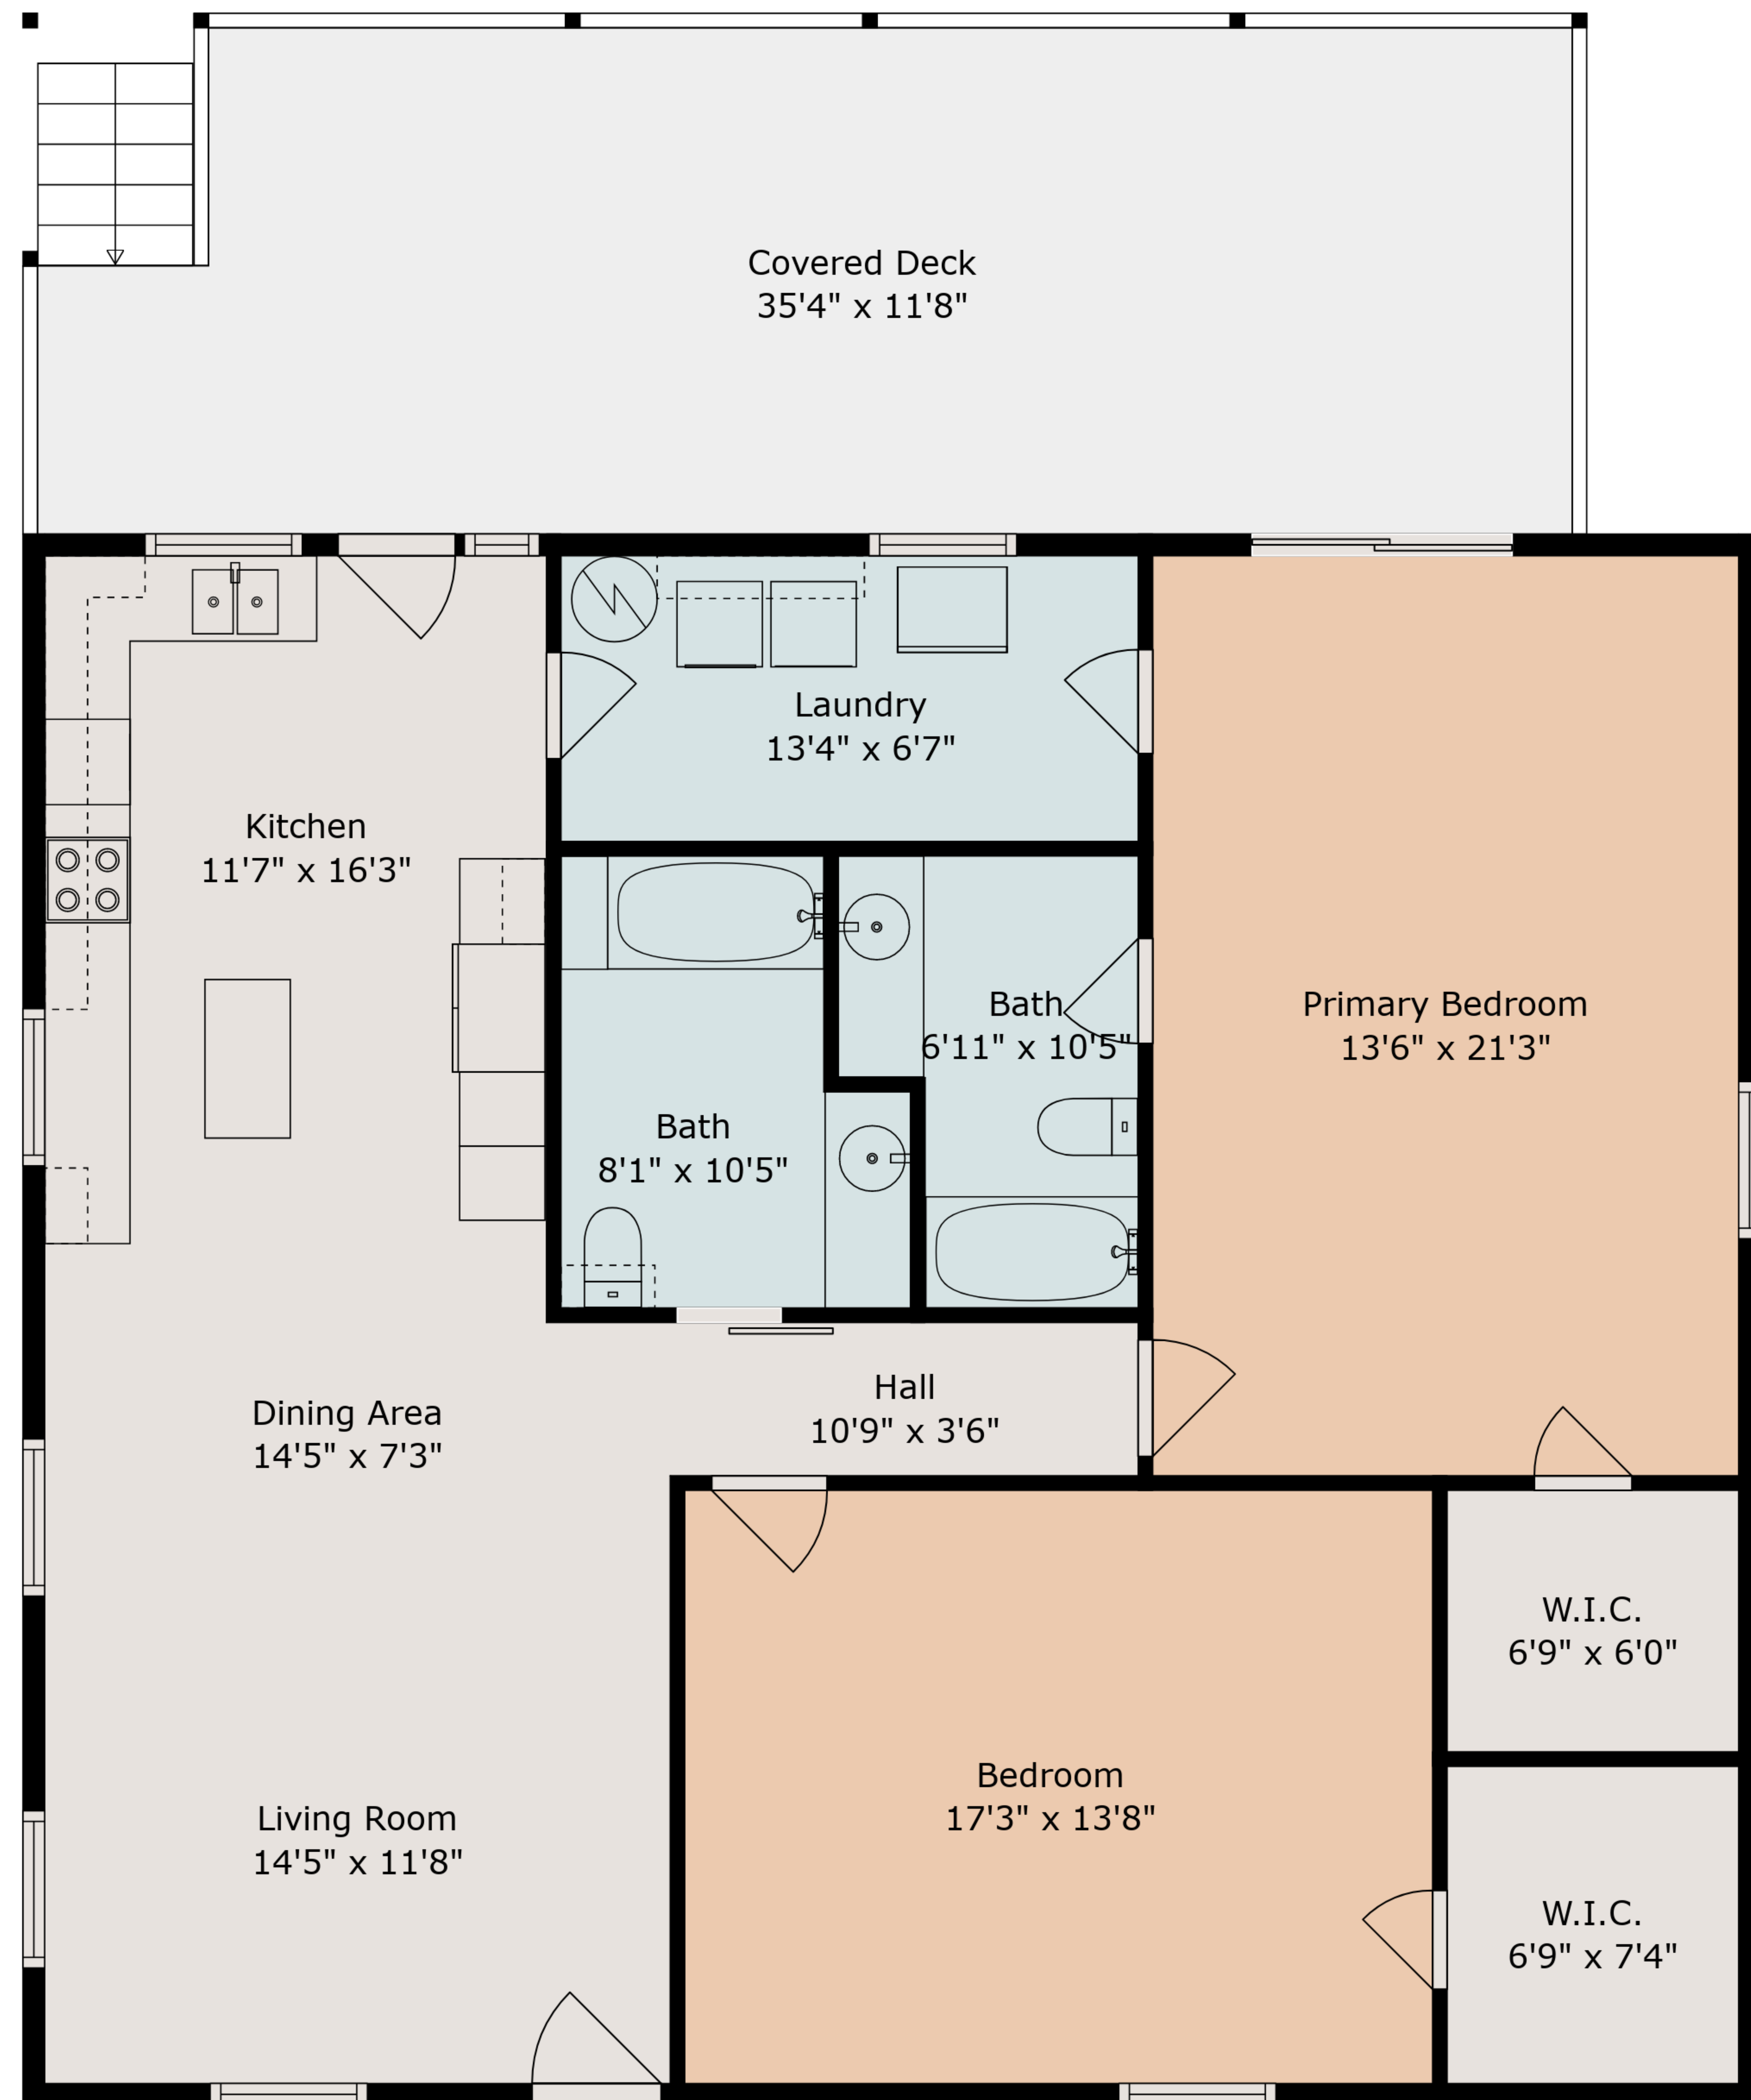 Covered Deck
35'4" x 11'8"
Laundry
13'4" x 6'7"
Kitchen
11'7" x 16'3"
Bath
6'11" x 10'5"
Primary Bedroom
13'6" x 21'3"
Bath
8'1" x 10'5"
Hall
10'9" x 3'6"
Dining Area
14'5" x 7'3"
W.I.C.
6'9" x 6'0"
Bedroom
17'3" x 13'8"
Living Room
14'5" x 11'8"
W.I.C.
6'9" x 7'4"